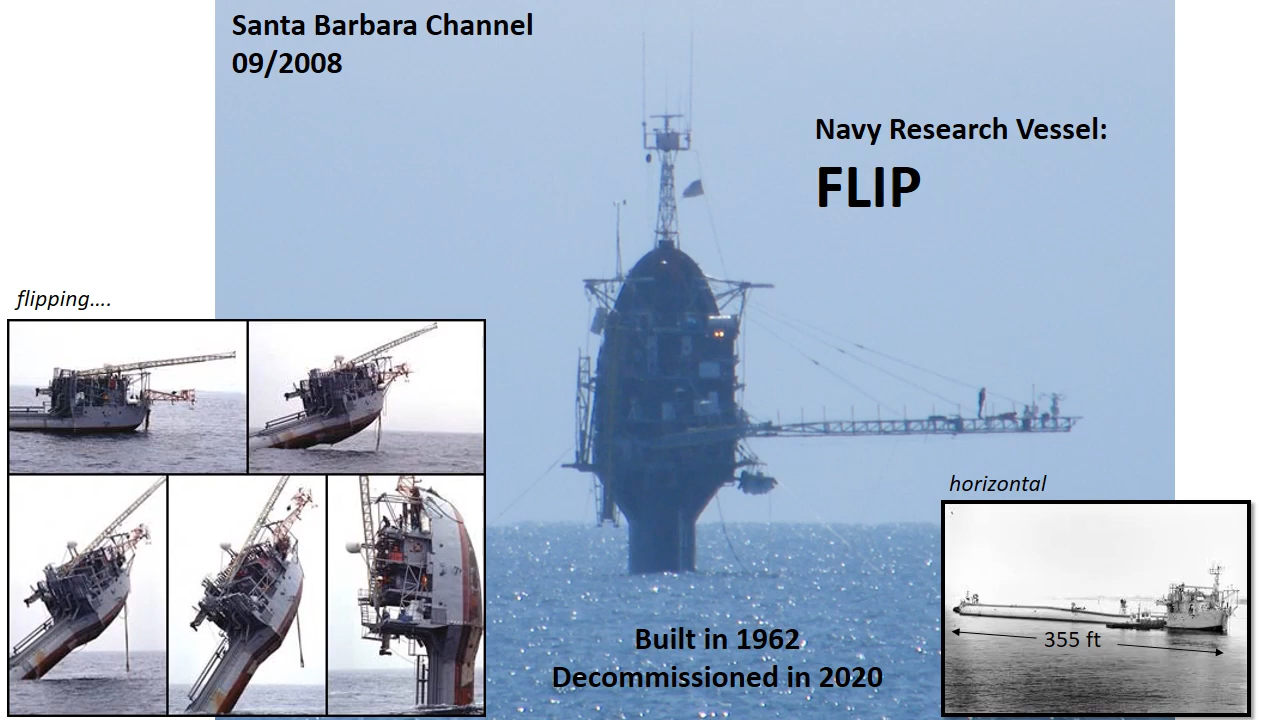 Santa Barbara Channel
09/2008
Navy Research Vessel:
FLIP
flipping....
horizontal
355 ft
Built in 1962
Decommissioned in 2020